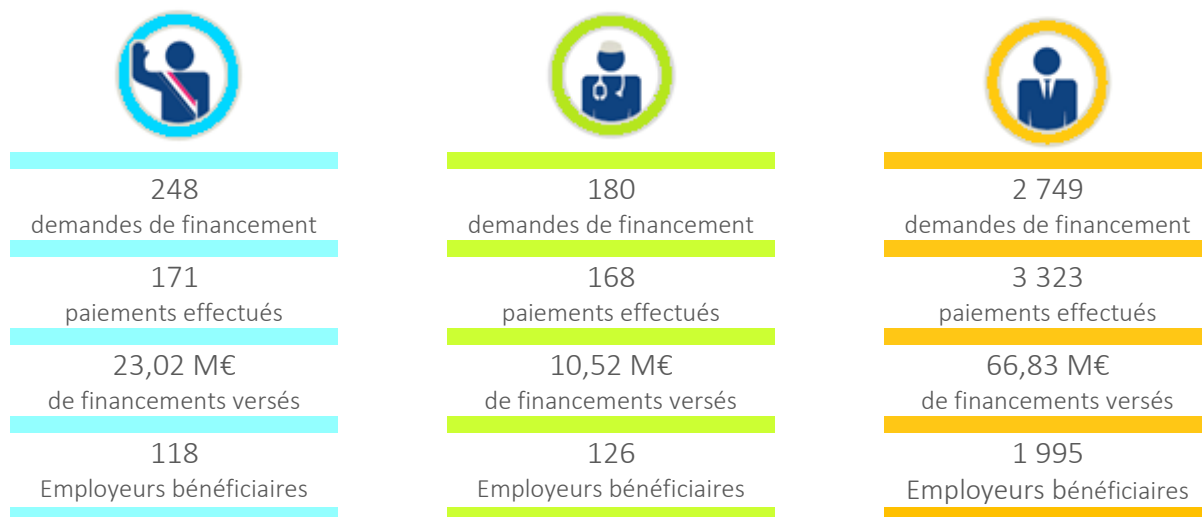 248
demandes de financement
171
paiements effectués
23,02 M€
de financements versés
118
Employeurs bénéficiaires
180
demandes de financement
168
paiements effectués
10,52 M€
de financements versés
126
Employeurs bénéficiaires
2 749
demandes de financement
3 323
paiements effectués
66,83 M€
de financements versés
1 995
Employeurs bénéficiaires